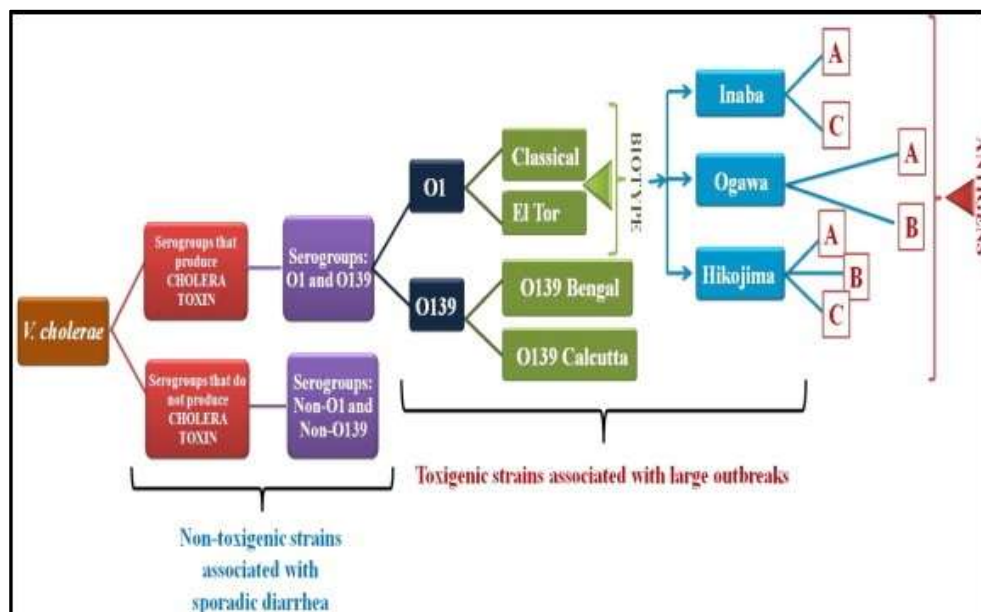 V. cholerae
Serogroups that
produce
CHOLERA
TOXIN
Serogroups that do
not produce
CHOLERA
TOXIN
Serogroups:
O1 and O139
Serogroups:
Non-O1 and
Non-O139
O1
O139
Classical
El Tor
O139 Bengal
O139 Calcutta
BIOTYPE
Inaba
Ogawa
Hikojima
A
C
A
B
A
B
C
Toxigenic strains associated with large outbreaks
Non-toxigenic strains
associated with
sporadic diarrhea